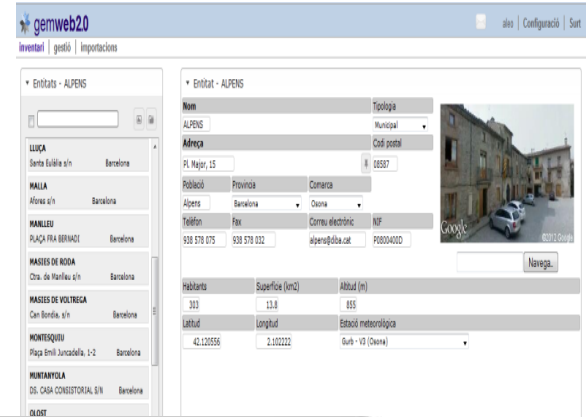 gemweb2.0
ales | Configuració | Surt
inventari | gestió | importacions
Entitats - ALPENS
LLUÇA
Santa Eulàlia s/n Barcelona
MALLA
Afores s/n Barcelona
MANLLEU
PLAÇA FRA BERNADI Barcelona
MASIES DE RODA
Ctra. de Manlleu s/n Barcelona
MASIES DE VOLTREGA
Can Bondia, s/n Barcelona
MONTESQUIU
Plaça Emili Juncadella, 1-2 Barcelona
MUNTANYOLA
DS. CASA CONSISTORIAL S/N Barcelona
OLOST
Entitat - ALPENS
Nom Tipologia
ALPENS Municipal
Adreça Codi postal
Pl. Major, 15 08587
Població Provincia Comarca
Alpens Barcelona Osona
Telèfon Fax Correu electrònic NIF
938 578 075 938 578 032 alpens@diba.cat P0800400D
Google ©2012 Google
Navega..
Habitants Superfície (km2) Altitud (m)
303 13.8 855
Latitud Longitud Estació meteorològica
42.120556 2.102222 Gurb - V3 (Osona)